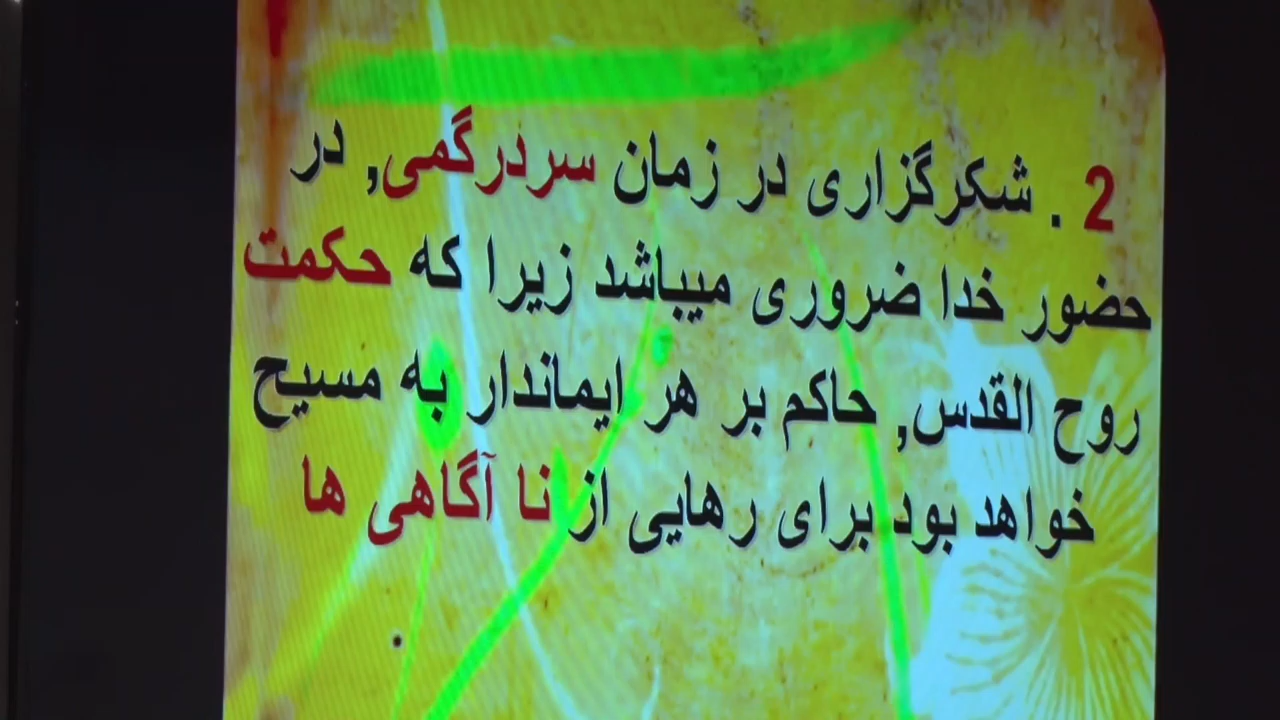 2 . شکرگزاری در زمان سردرگمی, در
حضور خدا ضروری میباشد زیرا که حکمت
روح القدس, حاکم بر هر ایماندار به مسیح
خواهد بود برای رهایی از نا آگاهی ها